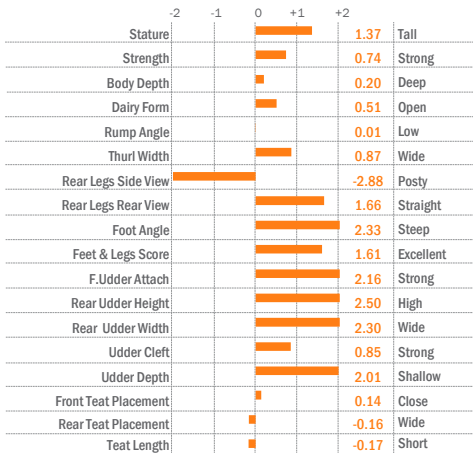 -2 -1 0 +1 +2
Stature 1.37 Tall
Strength 0.74 Strong
Body Depth 0.20 Deep
Dairy Form 0.51 Open
Rump Angle 0.01 Low
Thurl Width 0.87 Wide
Rear Legs Side View -2.88 Posty
Rear Legs Rear View 1.66 Straight
Foot Angle 2.33 Steep
Feet & Legs Score 1.61 Excellent
F.Udder Attach 2.16 Strong
Rear Udder Height 2.50 High
Rear Udder Width 2.30 Wide
Udder Cleft 0.85 Strong
Udder Depth 2.01 Shallow
Front Teat Placement 0.14 Close
Rear Teat Placement -0.16 Wide
Teat Length -0.17 Short